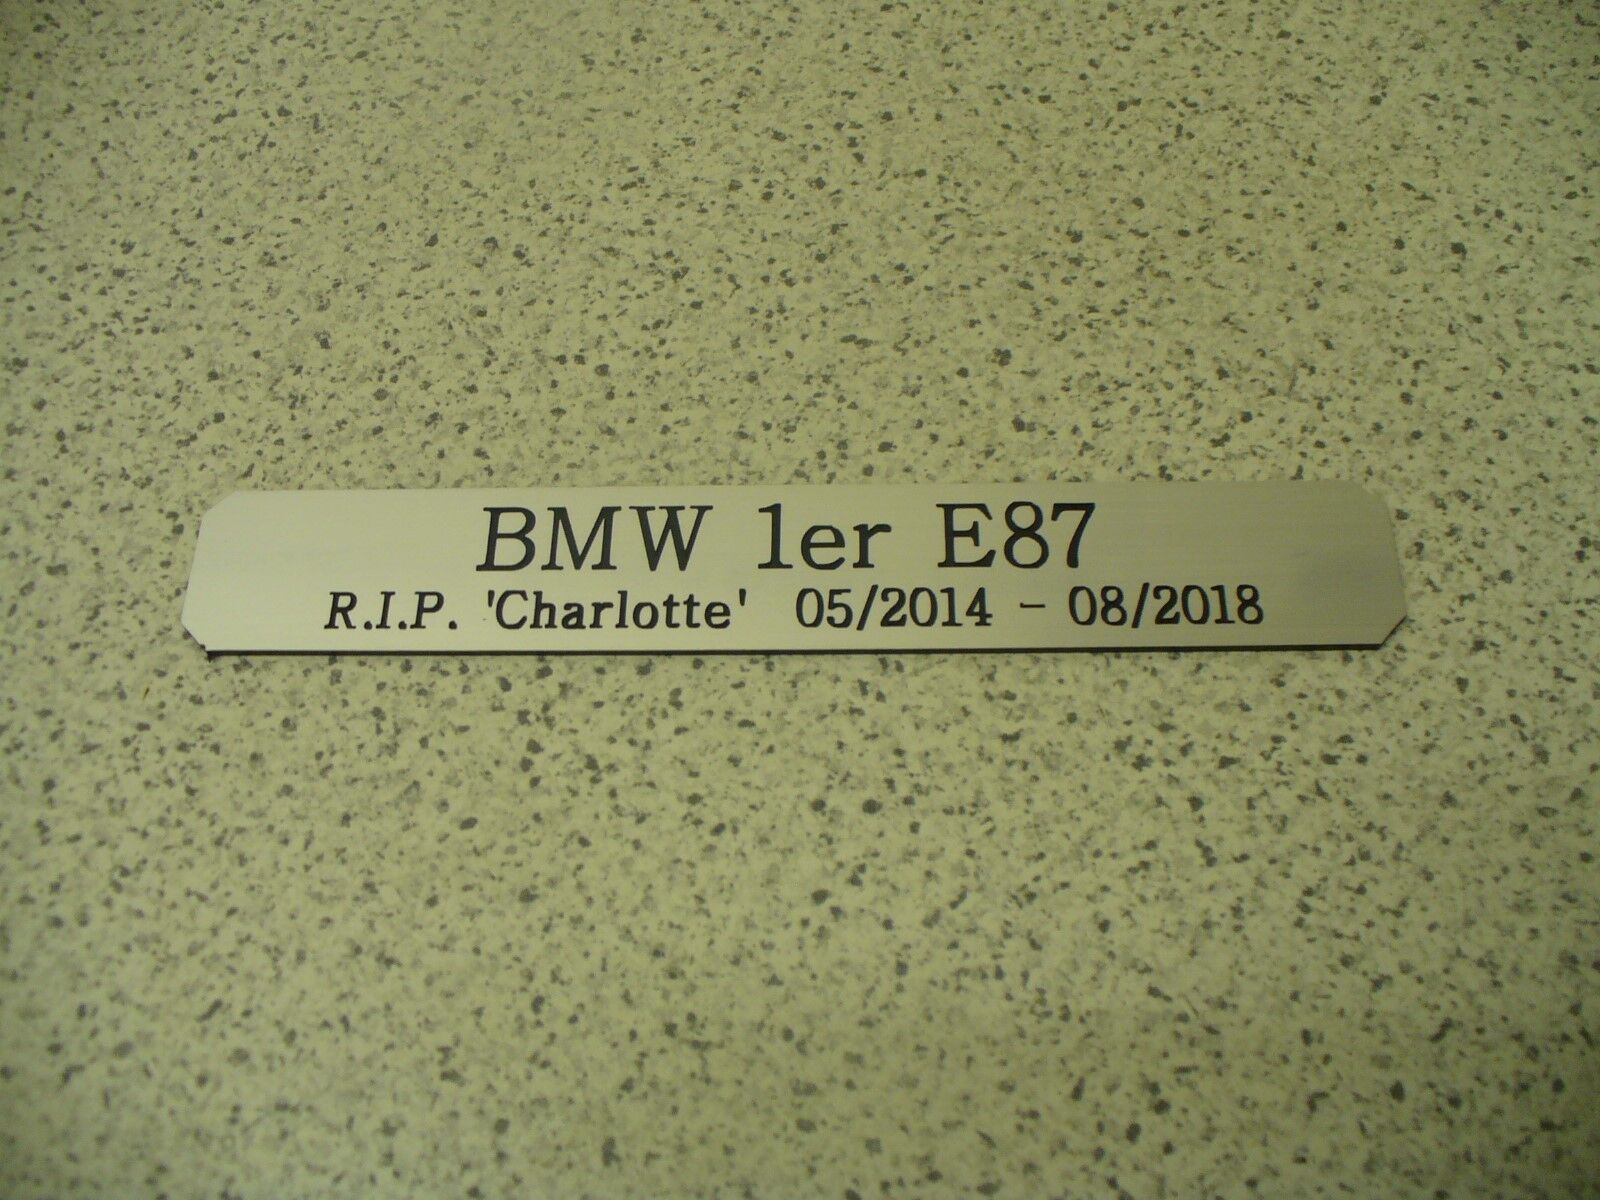 BMW 1er E87
R.I.P. 'Charlotte' 05/2014 - 08/2018